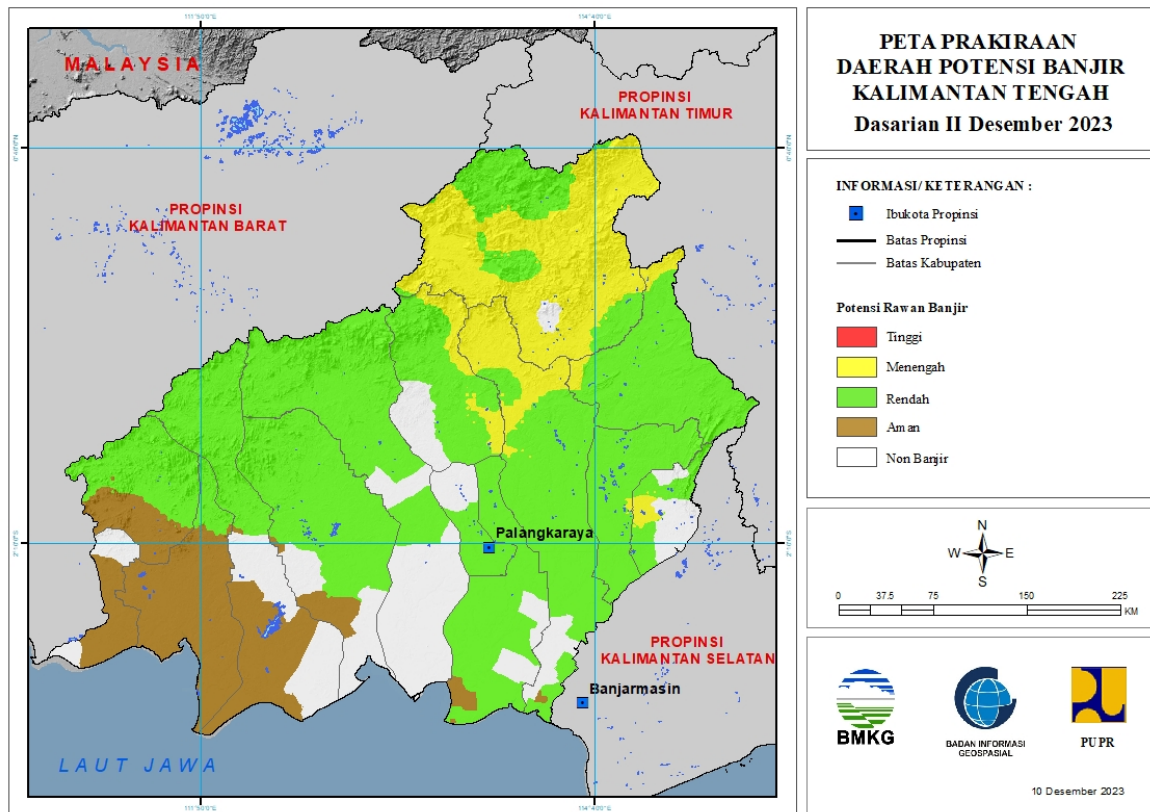 MALAYSIA
PROPINSI
KALIMANTAN TIMUR
PROPINSI
KALIMANTAN BARAT
Palangkaraya
PROPINSI
KALIMANTAN SELATAN
Banjarmasin
LAUT JAWA
PETA PRAKIRAAN
DAERAH POTENSI BANJIR
KALIMANTAN TENGAH
Dasarian II Desember 2023
INFORMASI/ KETERANGAN :
Ibukota Propinsi
Batas Propinsi
Batas Kabupaten
Potensi Rawan Banjir
Tinggi
Menengah
Rendah
Aman
Non Banjir
N
W E
S
0 37.5 75 150 225
KM
BMKG
BADAN INFORMASI
GEOSPASIAL
PUPR
10 Desember 2023